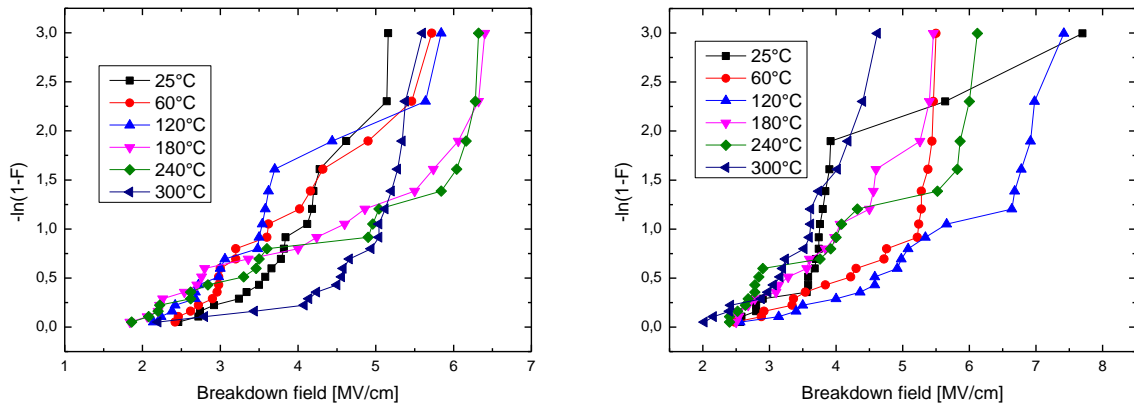 3,0
2,5
2,0
1,5
1,0
0,5
0,0
-ln(1-F)
25°C
60°C
120°C
180°C
240°C
300°C
1 2 3 4 5 6 7
Breakdown field [MV/cm]
3,0
2,5
2,0
1,5
1,0
0,5
0,0
-ln(1-F)
25°C
60°C
120°C
180°C
240°C
300°C
2 3 4 5 6 7 8
Breakdown field [MV/cm]